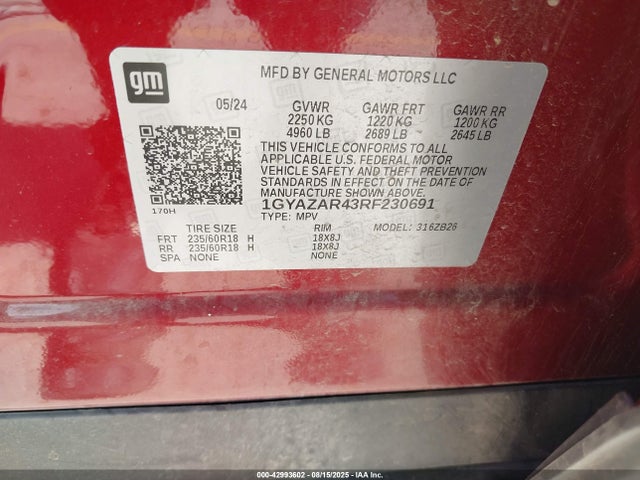 gm
MFD BY GENERAL MOTORS LLC
05/24 GVWR GAWR FRT GAWR RR
2250 KG 1220 KG 1200 KG
4960 LB 2689 LB 2645 LB
THIS VEHICLE CONFORMS TO ALL
APPLICABLE U.S. FEDERAL MOTOR
VEHICLE SAFETY AND THEFT PREVENTION
STANDARDS IN EFFECT ON THE DATE OF
MANUFACTURE SHOWN ABOVE.
1GYAZAR43RF230691
170H TYPE: MPV MODEL: 316ZB26
TIRE SIZE RIM
FRT 235/60R18 H 18X8J
RR 235/60R18 H 18X8J
SPA NONE NONE
000-42993602 - 08/15/2025 - Copyright IAA, Inc.